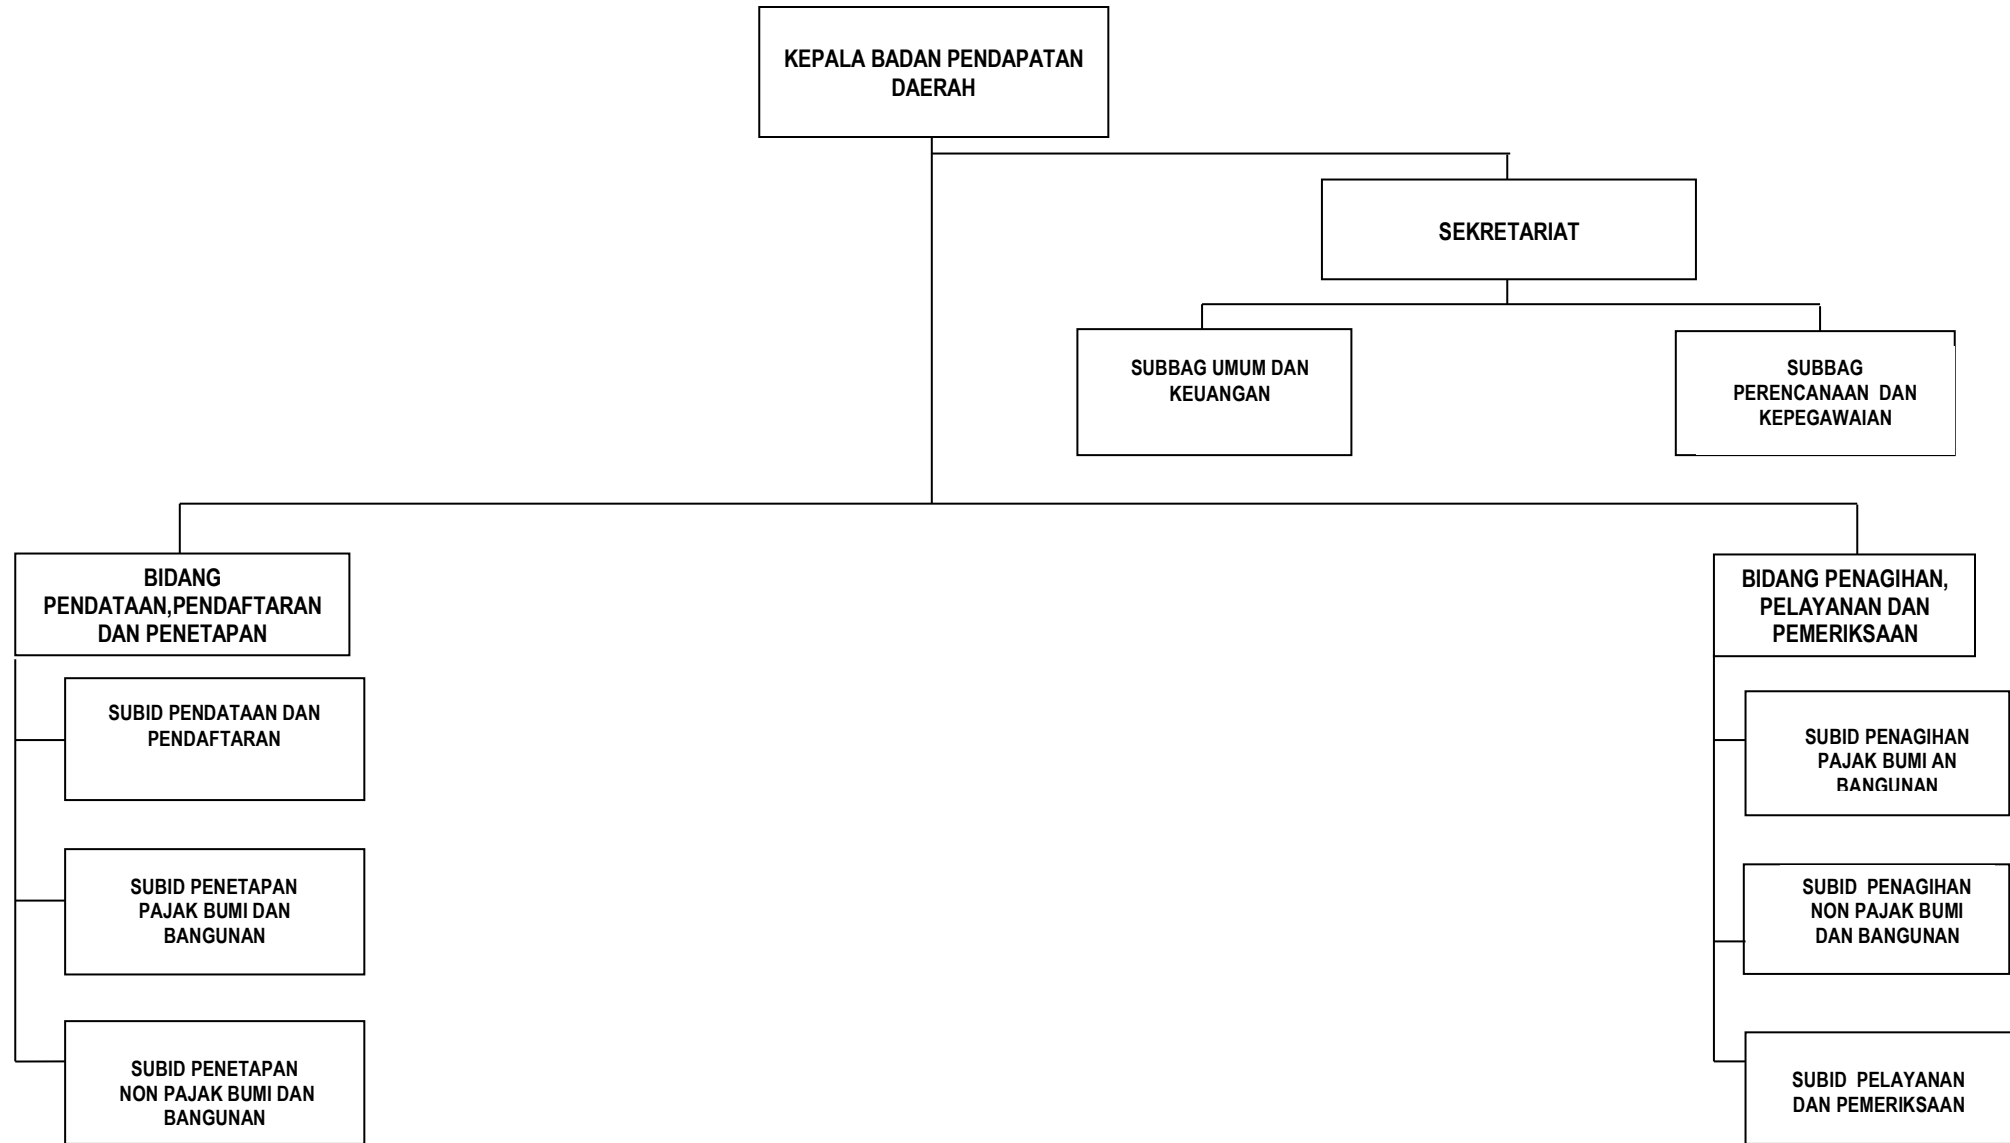 KEPALA BADAN PENDAPATAN
DAERAH
SEKRETARIAT
SUBBAG UMUM DAN
KEUANGAN
SUBBAG
PERENCANAAN DAN
KEPEGAWAIAN
BIDANG
PENDATAAN,PENDAFTARAN
DAN PENETAPAN
SUBID PENDATAAN DAN
PENDAFTARAN
SUBID PENETAPAN
PAJAK BUMI DAN
BANGUNAN
SUBID PENETAPAN
NON PAJAK BUMI DAN
BANGUNAN
BIDANG PENAGIHAN,
PELAYANAN DAN
PEMERIKSAAN
SUBID PENAGIHAN
PAJAK BUMI AN
BANGUNAN
SUBID PENAGIHAN
NON PAJAK BUMI
DAN BANGUNAN
SUBID PELAYANAN
DAN PEMERIKSAAN